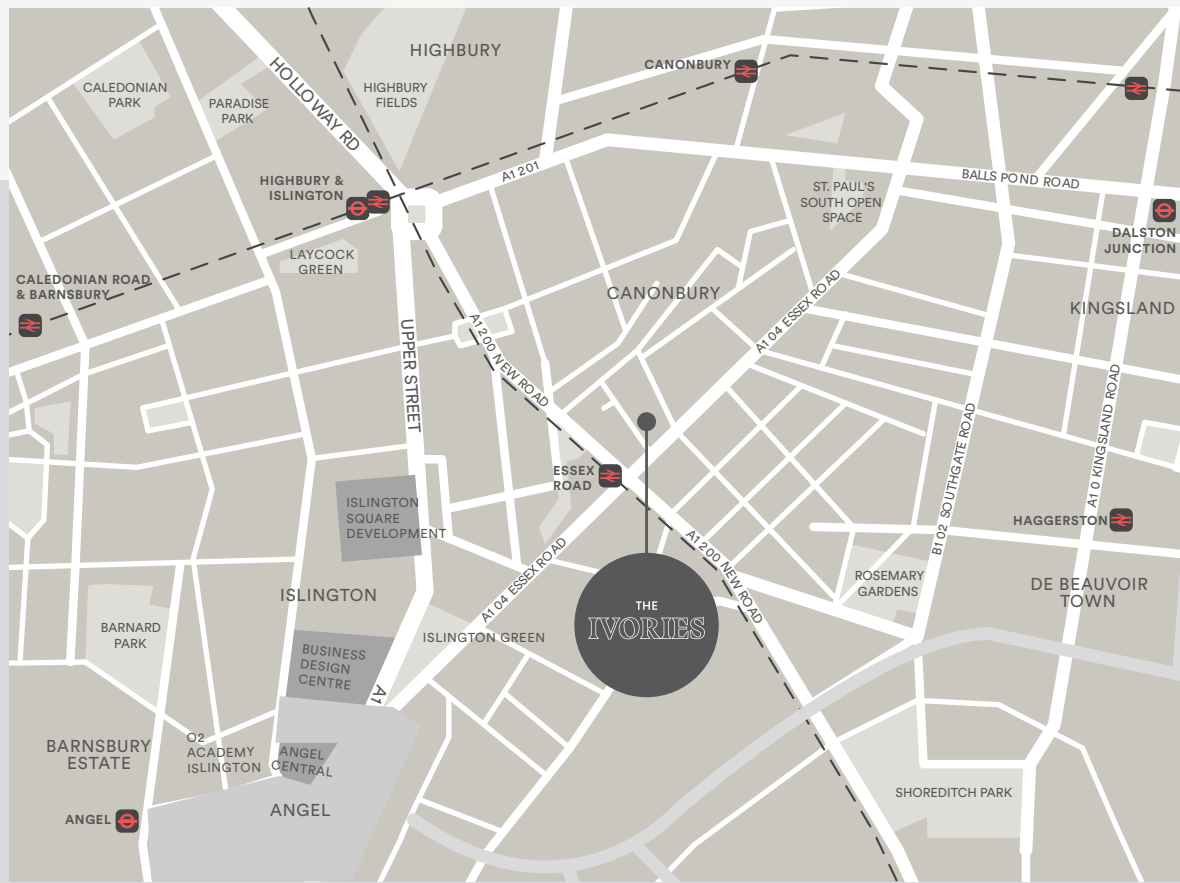 HIGHBURY
CALEDONIAN
PARK
HOLLOWAY RD
PARADISE
PARK
HIGHBURY
FIELDS
CANONBURY
A1201
BALLS POND ROAD
HIGHBURY &
ISLINGTON
ST. PAUL'S
SOUTH OPEN
SPACE
DALSTON
JUNCTION
LAYCOCK
GREEN
CALEDONIAN ROAD
& BARNSBURY
CANONBURY
KINGSLAND
A104 ESSEX ROAD
UPPER STREET
A1200 NEW ROAD
A10 KINGSLAND ROAD
B102 SOUTHGATE ROAD
ESSEX
ROAD
ISLINGTON
SQUARE
DEVELOPMENT
HAGGERSTON
A1200 NEW ROAD
A104 ESSEX ROAD
ROSEMARY
GARDENS
DE BEAUVOIR
TOWN
ISLINGTON
THE
IVORIES
BARNARD
PARK
ISLINGTON GREEN
BUSINESS
DESIGN
CENTRE
A1
BARNSBURY
ESTATE
O2
ACADEMY
ISLINGTON
ANGEL
CENTRAL
SHOREDITCH PARK
ANGEL
ANGEL